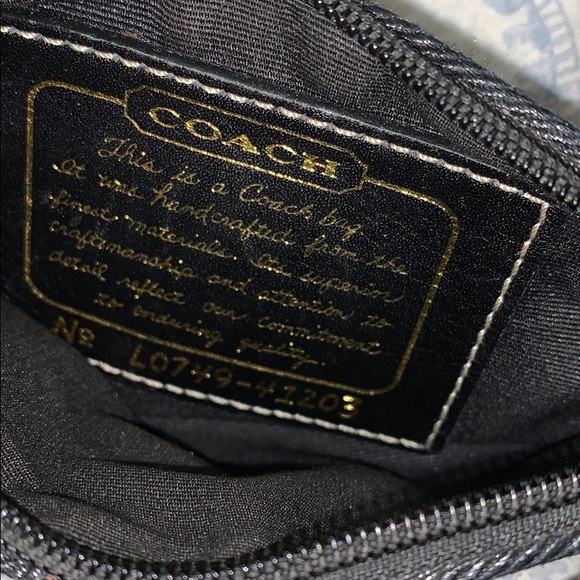 COACH
This is a Coach bag
It was handcrafted from the
finest materials. Its superior
craftsmanship and attention to
detail reflect our commitment
to enduring quality.
No L0749-41203